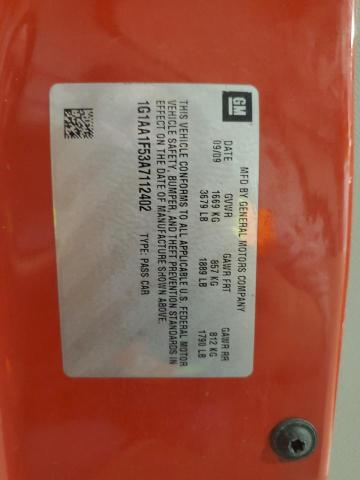 GM
MFD BY GENERAL MOTORS COMPANY
DATE GVWR GAWR FRT GAWR RR
09/09 1669 KG 857 KG 812 KG
3679 LB 1889 LB 1790 LB
THIS VEHICLE CONFORMS TO ALL APPLICABLE U.S. FEDERAL MOTOR
VEHICLE SAFETY, BUMPER, AND THEFT PREVENTION STANDARDS IN
EFFECT ON THE DATE OF MANUFACTURE SHOWN ABOVE.
1G1AA1F53A7112402 TYPE: PASS CAR